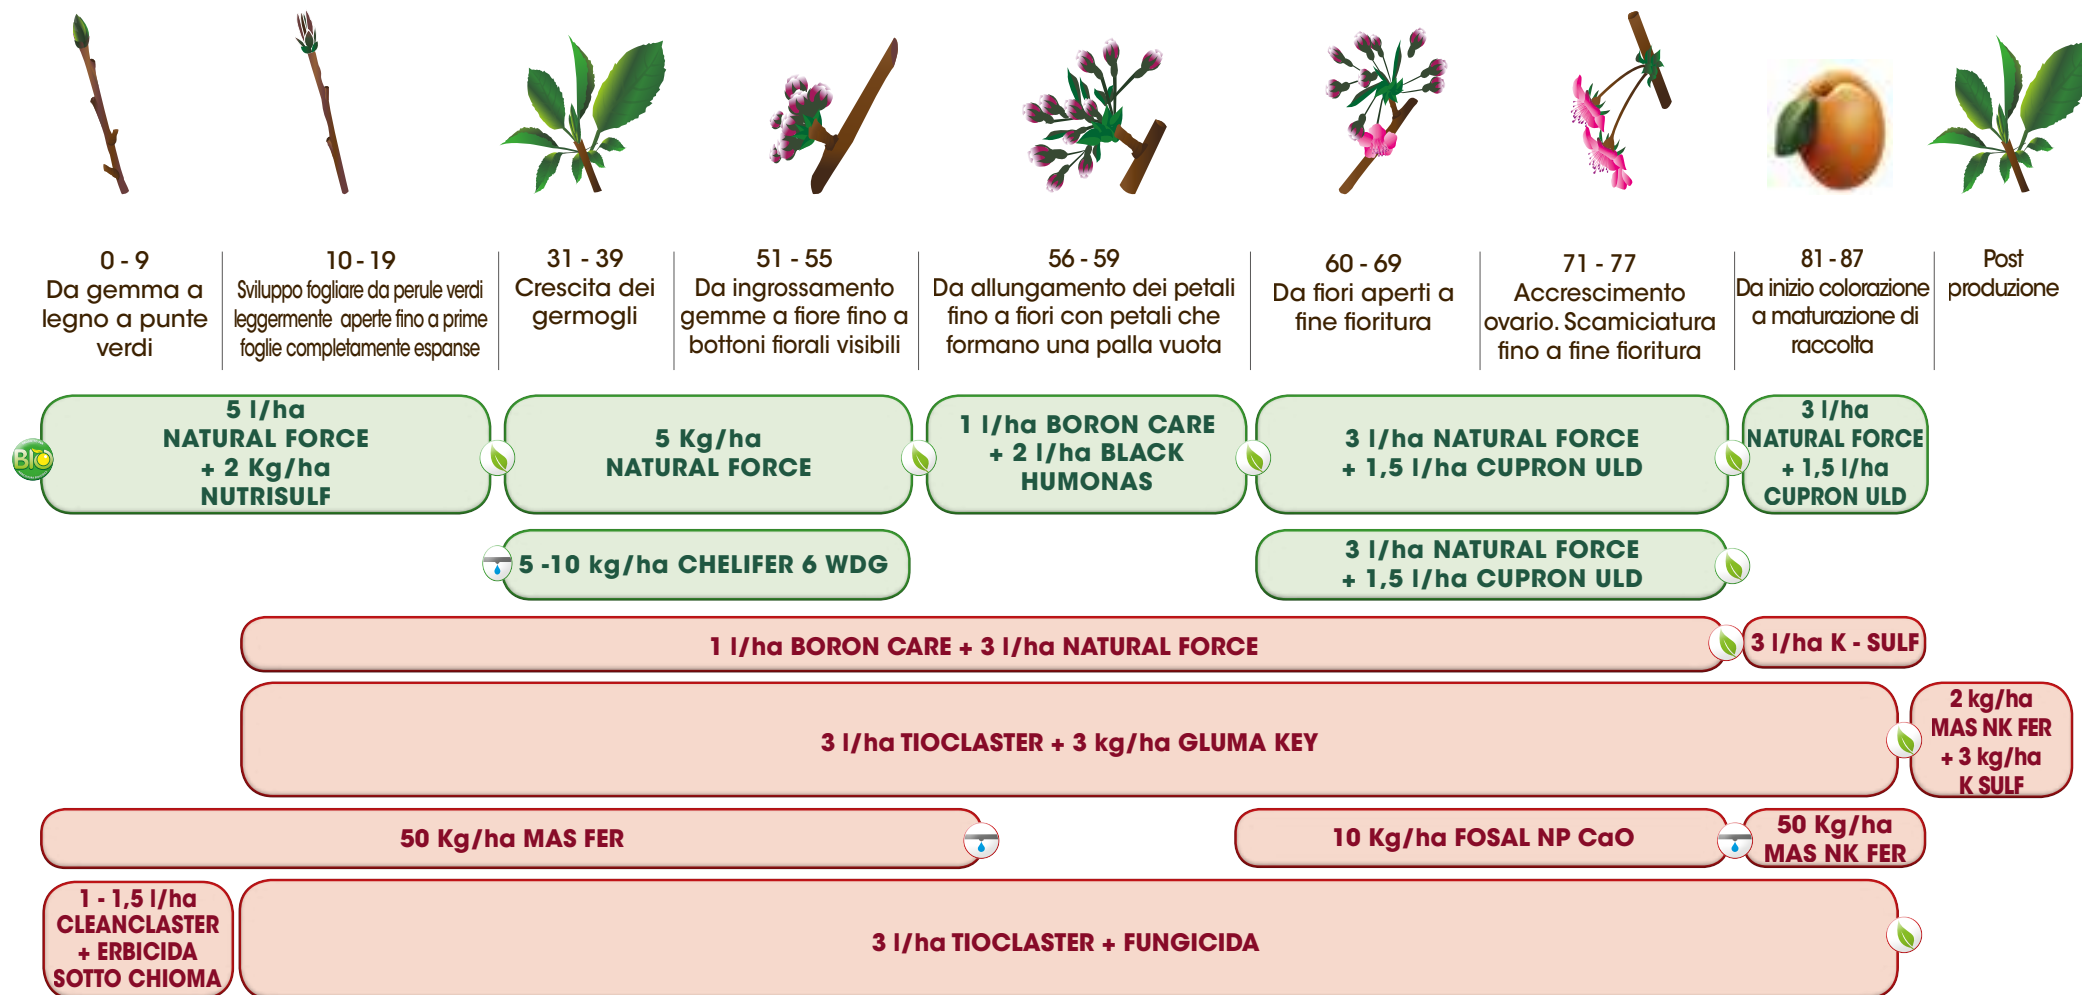 0 - 9
Da gemma a
legno a punte
verdi
10 - 19
Sviluppo fogliare da perule verdi
leggermente aperte fino a prime
foglie completamente espanse
31 - 39
Crescita dei
germogli
51 - 55
Da ingrossamento
gemme a fiore fino a
bottoni fiorali visibili
56 - 59
Da allungamento dei petali
fino a fiori con petali che
formano una palla vuota
60 - 69
Da fiori aperti a
fine fioritura
71 - 77
Accrescimento
ovario. Scamiciatura
fino a fine fioritura
81 - 87
Da inizio colorazione
a maturazione di
raccolta
Post
produzione
BIO
5 l/ha
NATURAL FORCE
+ 2 Kg/ha
NUTRISULF
5 Kg/ha
NATURAL FORCE
1 l/ha BORON CARE
+ 2 l/ha BLACK
HUMONAS
3 l/ha NATURAL FORCE
+ 1,5 l/ha CUPRON ULD
3 l/ha
NATURAL FORCE
+ 1,5 l/ha
CUPRON ULD
5 -10 kg/ha CHELIFER 6 WDG
3 l/ha NATURAL FORCE
+ 1,5 l/ha CUPRON ULD
1 l/ha BORON CARE + 3 l/ha NATURAL FORCE
3 l/ha K - SULF
3 l/ha TIOCLASTER + 3 kg/ha GLUMA KEY
2 kg/ha
MAS NK FER
+ 3 kg/ha
K SULF
50 Kg/ha MAS FER
10 Kg/ha FOSAL NP CaO
50 Kg/ha
MAS NK FER
1 - 1,5 l/ha
CLEANCLASTER
+ ERBICIDA
SOTTO CHIOMA
3 l/ha TIOCLASTER + FUNGICIDA